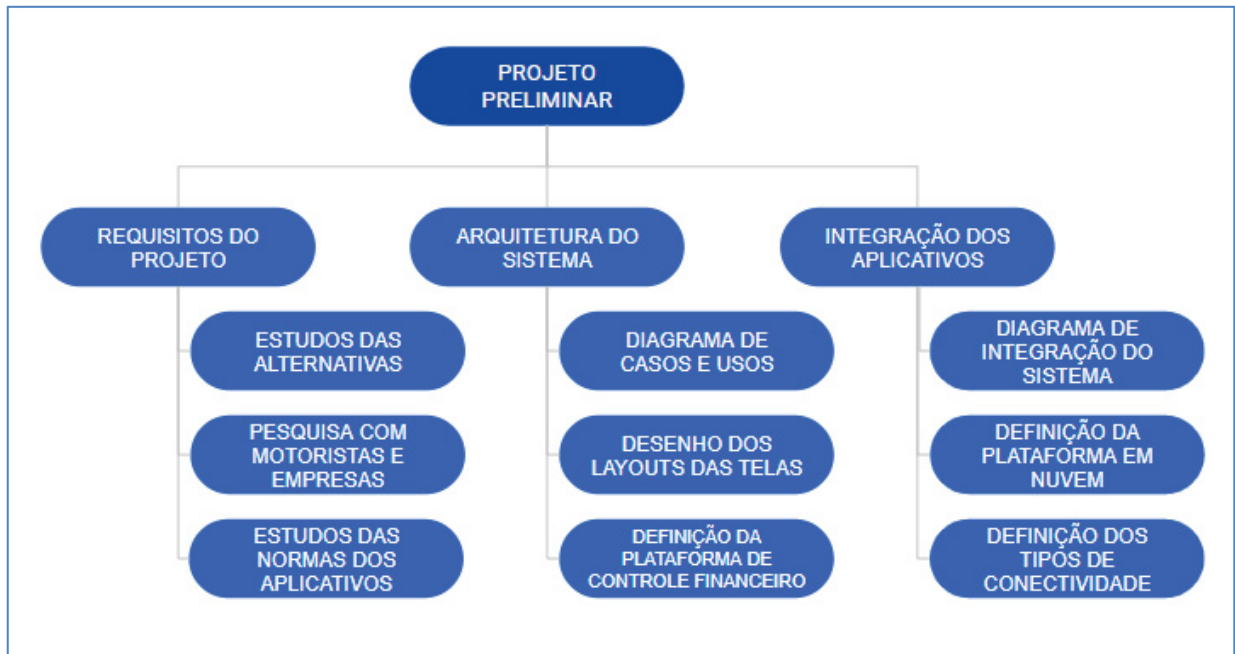 PROJETO
PRELIMINAR
REQUISITOS DO
PROJETO
ESTUDOS DAS
ALTERNATIVAS
PESQUISA COM
MOTORISTAS E
EMPRESAS
ESTUDOS DAS
NORMAS DOS
APLICATIVOS
ARQUITETURA DO
SISTEMA
DIAGRAMA DE
CASOS E USOS
DESENHO DOS
LAYOUTS DAS TELAS
DEFINIÇÃO DA
PLATAFORMA DE
CONTROLE FINANCEIRO
INTEGRAÇÃO DOS
APLICATIVOS
DIAGRAMA DE
INTEGRAÇÃO DO
SISTEMA
DEFINIÇÃO DA
PLATAFORMA EM
NUVEM
DEFINIÇÃO DOS
TIPOS DE
CONECTIVIDADE